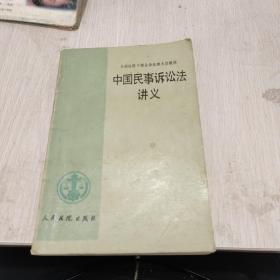 全国法院干部业余法律大学教材
中国民事诉讼法
讲义
人民法院出版社